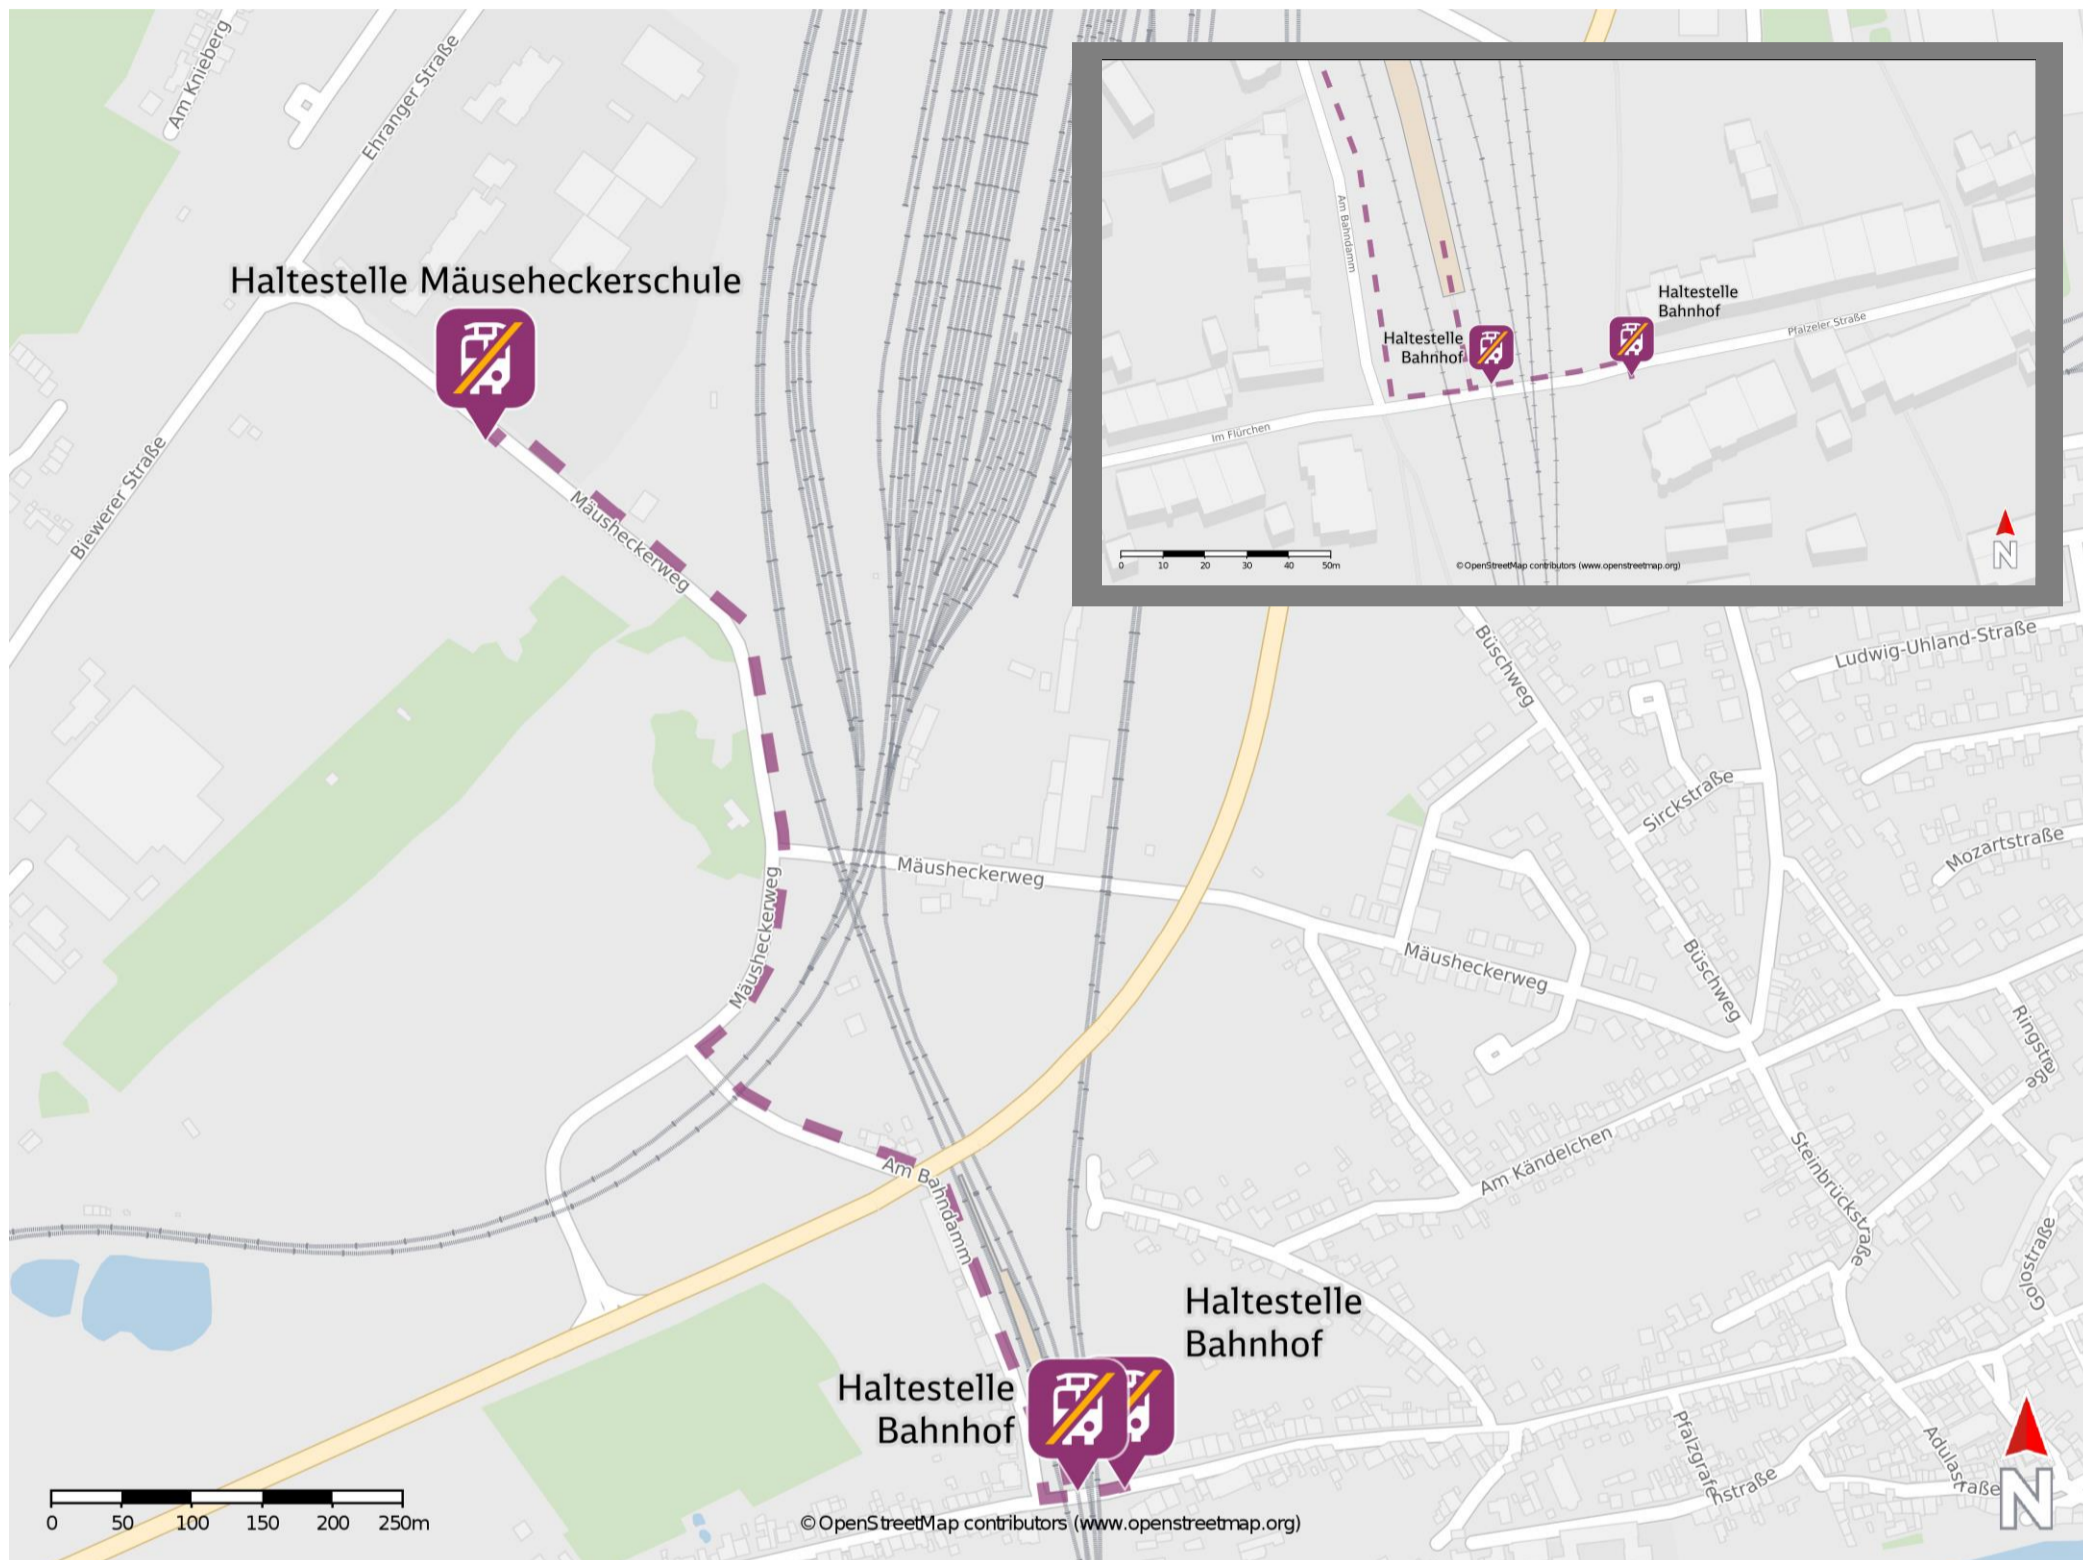 Am Knieberg
Ehranger Straße
Haltestelle Mäuseheckerschule
Biewerer Straße
Mäusheckerweg
Haltestelle
Bahnhof
Haltestelle
Bahnhof
Am Bahndamm
Pfalzeler Straße
Im Flürchen
0 10 20 30 40 50m
©OpenStreetMap contributors (www.openstreetmap.org)
N
Büschweg
Ludwig-Uhland-Straße
Sirckstraße
Mozartstraße
Mäusheckerweg
Mäusheckerweg
Mäusheckerweg
Büschweg
Ringstraße
Am Bahndamm
Am Kändelchen
Steinbrückstraße
Golostraße
Haltestelle
Bahnhof
Haltestelle
Bahnhof
Pfalzgrafenstraße
Adulastraße
0 50 100 150 200 250m
©OpenStreetMap contributors (www.openstreetmap.org)
N